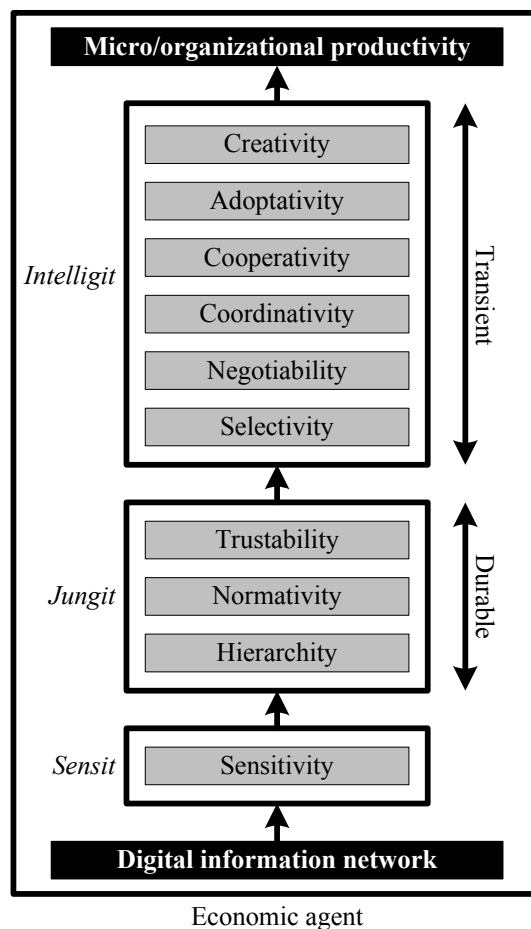 Micro/organizational productivity
Creativity
Adoptativity
Cooperativity
Intelligit
Coordinativity
Negotiability
Selectivity
Transient
Trustability
Jungit
Normativity
Hierarchity
Durable
Sensit
Sensitivity
Digital information network
Economic agent